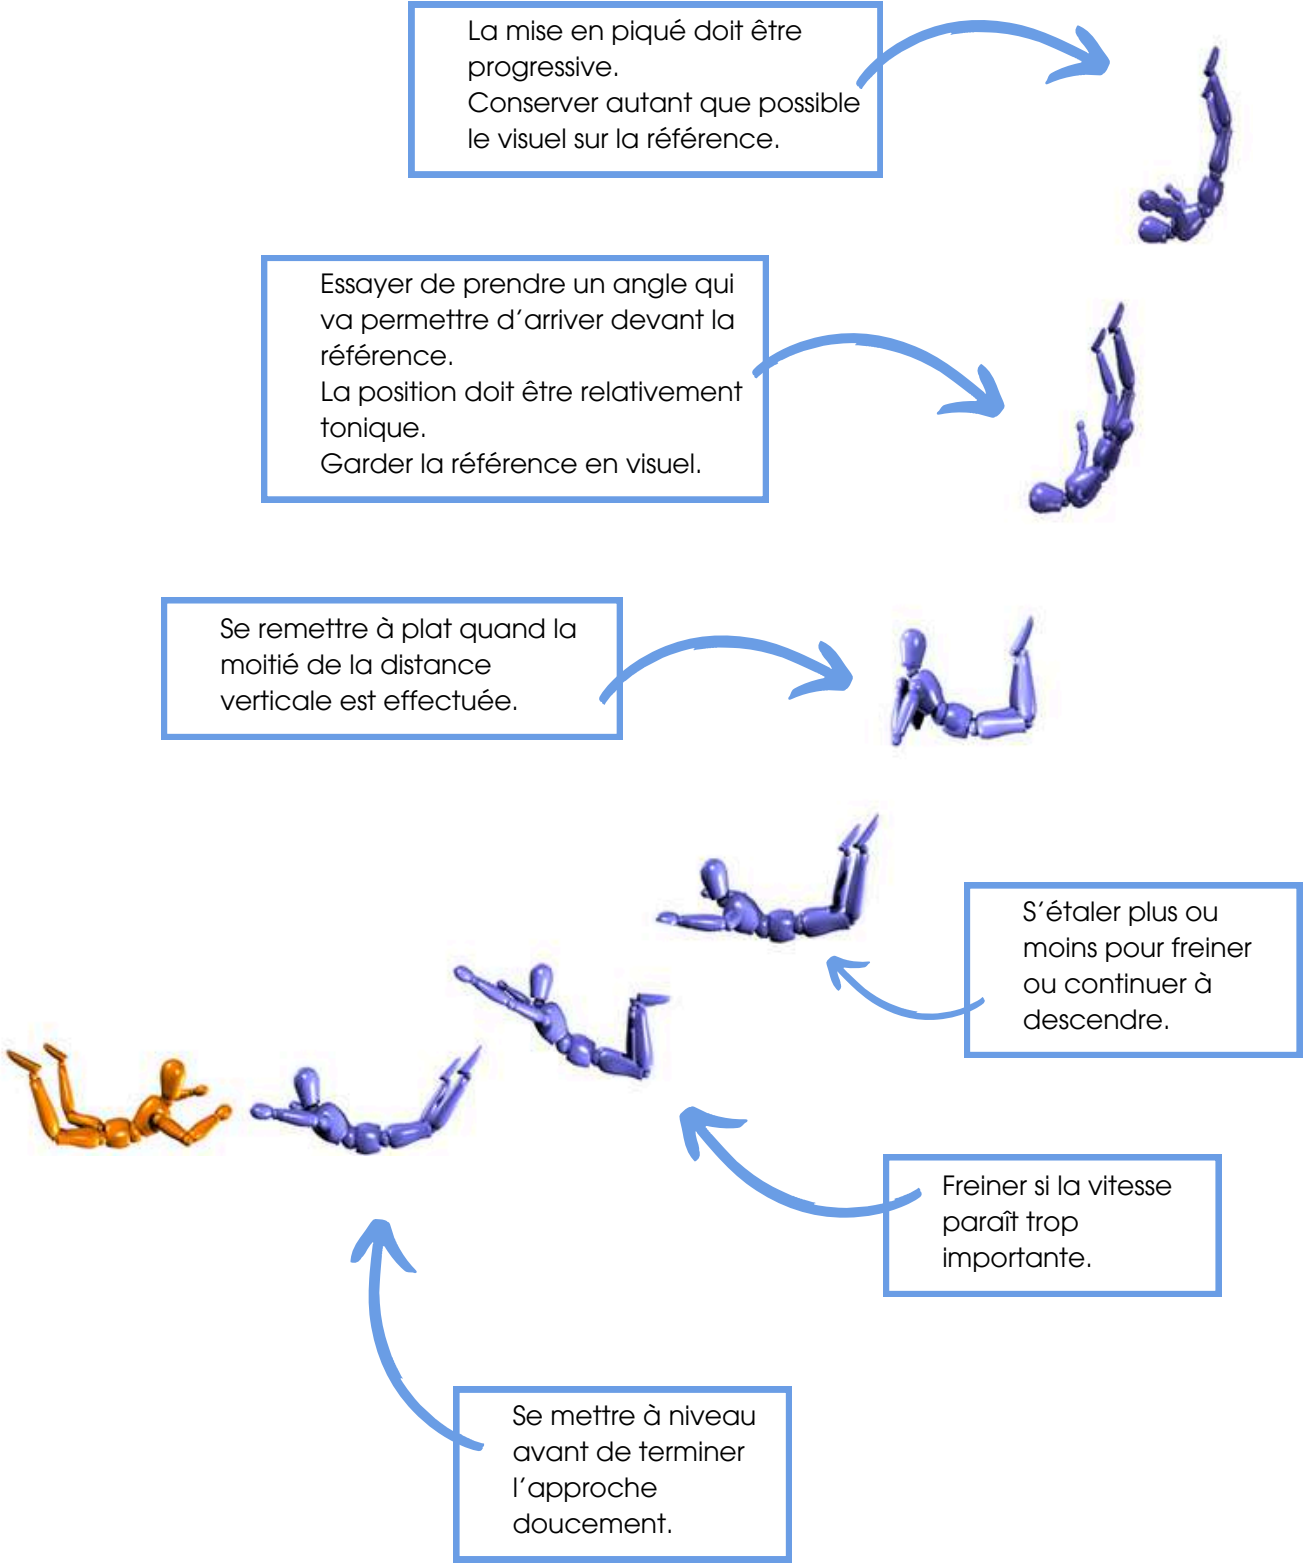 La mise en piqué doit être
progressive.
Conserver autant que possible
le visuel sur la référence.
Essayer de prendre un angle qui
va permettre d’arriver devant la
référence.
La position doit être relativement
tonique.
Garder la référence en visuel.
Se remettre à plat quand la
moitié de la distance
verticale est effectuée.
S’étaler plus ou
moins pour freiner
ou continuer à
descendre.
Freiner si la vitesse
paraît trop
importante.
Se mettre à niveau
avant de terminer
l’approche
doucement.